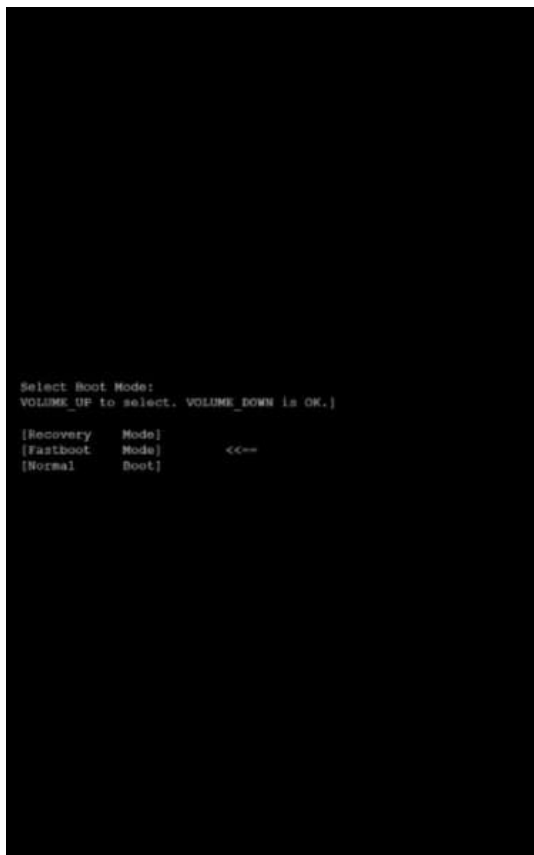 Select Boot Mode:
VOLUME_UP to select. VOLUME_DOWN is OK.]
[Recovery Mode]
[Fastboot Mode] <<==
[Normal Boot]